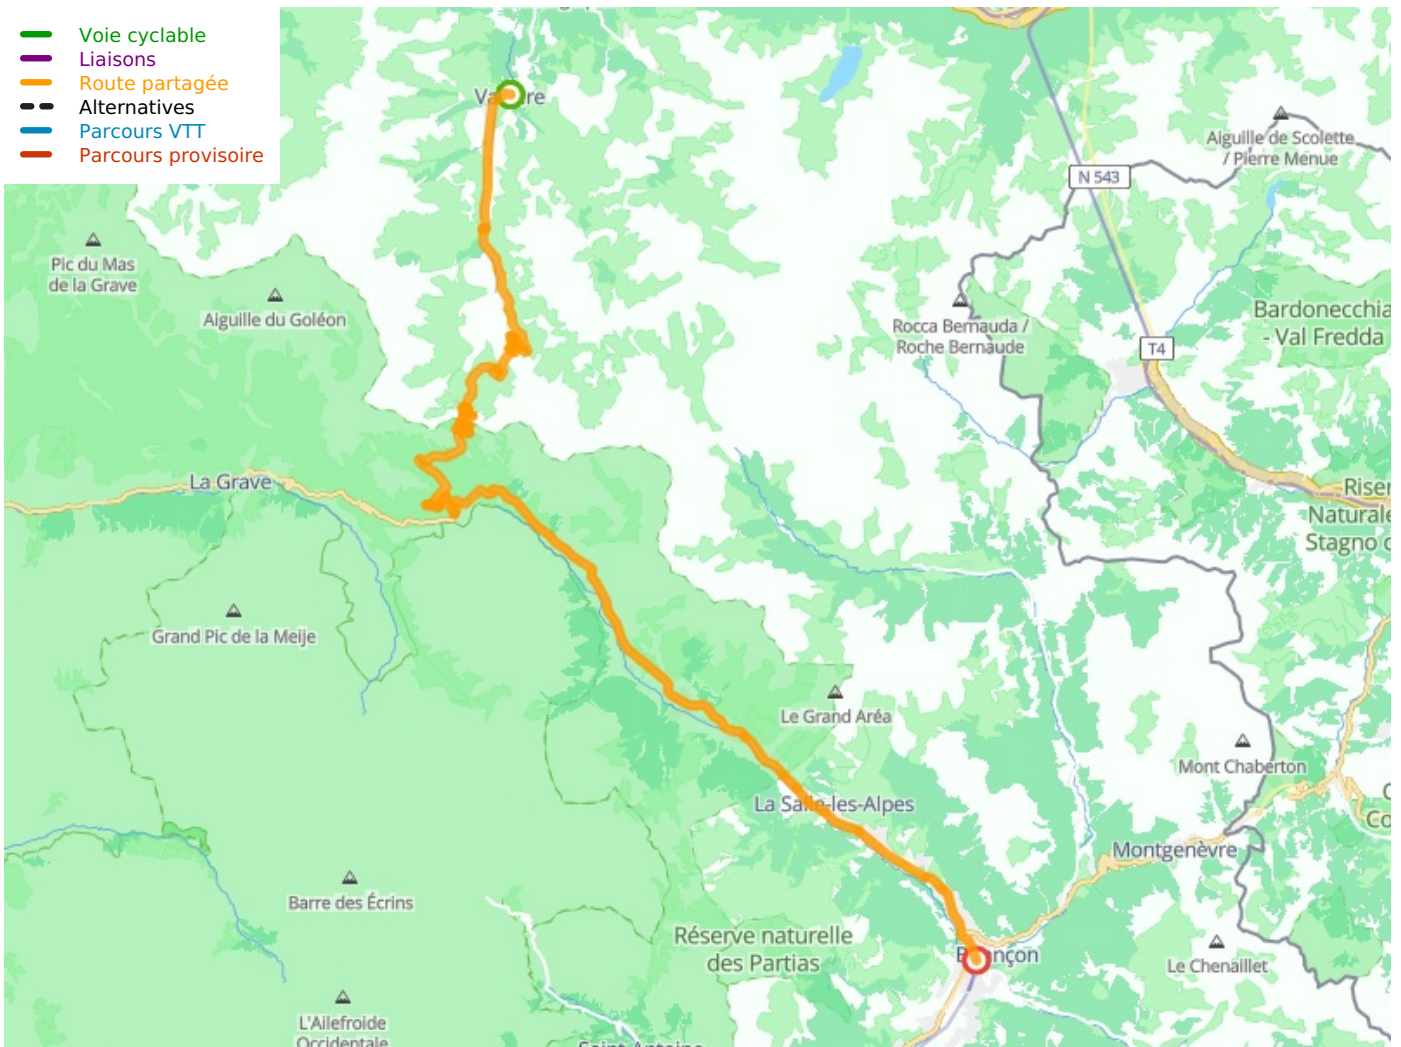 Voie cyclable
Liaisons
Route partagée
Alternatives
Parcours VTT
Parcours provisoire
Aiguille de Scolette
/ Pierre Menue
N 543
Pic du Mas
de la Grave
Aiguille du Goléon
Rocca Bernauda /
Roche Bernaude
Bardonecchia
- Val Fredda
T4
La Grave
Riser
Naturale
Stagno d
Grand Pic de la Meije
Le Grand Aréa
Mont Chaberton
La Salle-les-Alpes
Montgenèvre
Barre des Écrins
Réserve naturelle
des Partias
Le Chenaillet
L'Ailefroide
Occidentale